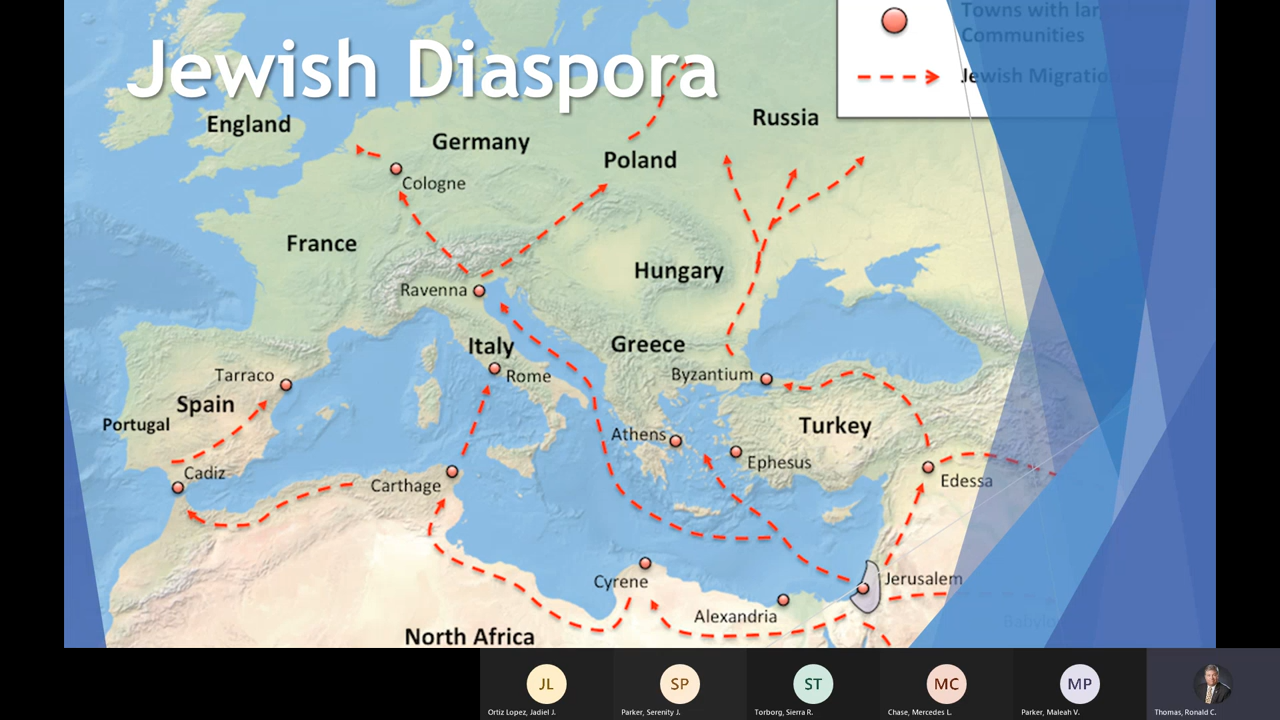 Jewish Diaspora
Towns with lar
Communities
Jewish Migratio
England
Germany
Russia
Poland
Cologne
France
Hungary
Ravenna
Italy
Greece
Rome
Byzantium
Tarraco
Spain
Portugal
Turkey
Athens
Ephesus
Cadiz
Carthage
Edessa
Cyrene
Jerusalem
Alexandria
Babylo
North Africa
JL
SP
ST
MC
MP
Ortiz Lopez, Jadiel J.
Parker, Serenity J.
Torborg, Sierra R.
Chase, Mercedes L.
Parker, Maleah V.
Thomas, Ronald C.